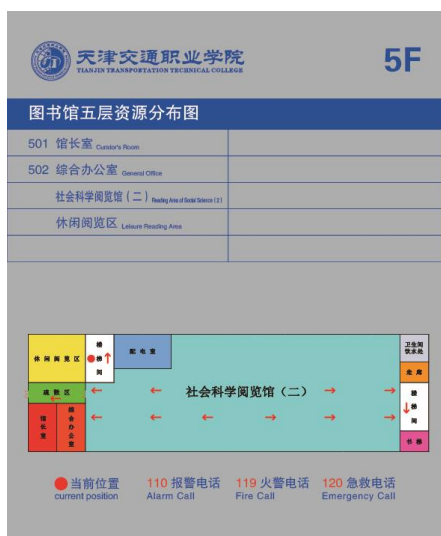 天津交通职业学院
TIANJIN TRANSPORTATION TECHNICAL COLLEGE
5F
图书馆五层资源分布图
501 馆长室 Curator's Room
502 综合办公室 General Office
社会科学阅览馆（二） Reading Area of Social Science (2)
休闲阅览区 Leisure Reading Area
休闲阅览区
楼梯间
配电室
卫生间
饮水处
走廊
疏散区
社会科学阅览馆（二）
楼梯间
馆长室
综合办公室
书梯
当前位置
current position
110 报警电话
Alarm Call
119 火警电话
Fire Call
120 急救电话
Emergency Call